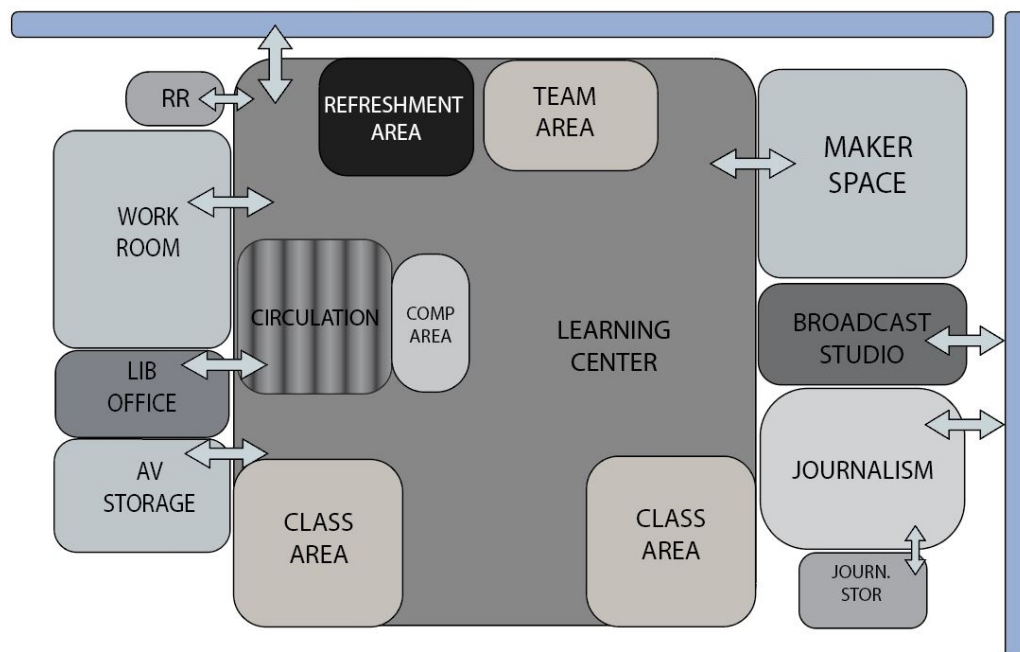 RR
REFRESHMENT
AREA
TEAM
AREA
MAKER
SPACE
WORK
ROOM
CIRCULATION
COMP
AREA
LEARNING
CENTER
BROADCAST
STUDIO
LIB
OFFICE
AV
STORAGE
JOURNALISM
CLASS
AREA
CLASS
AREA
JOURN.
STOR